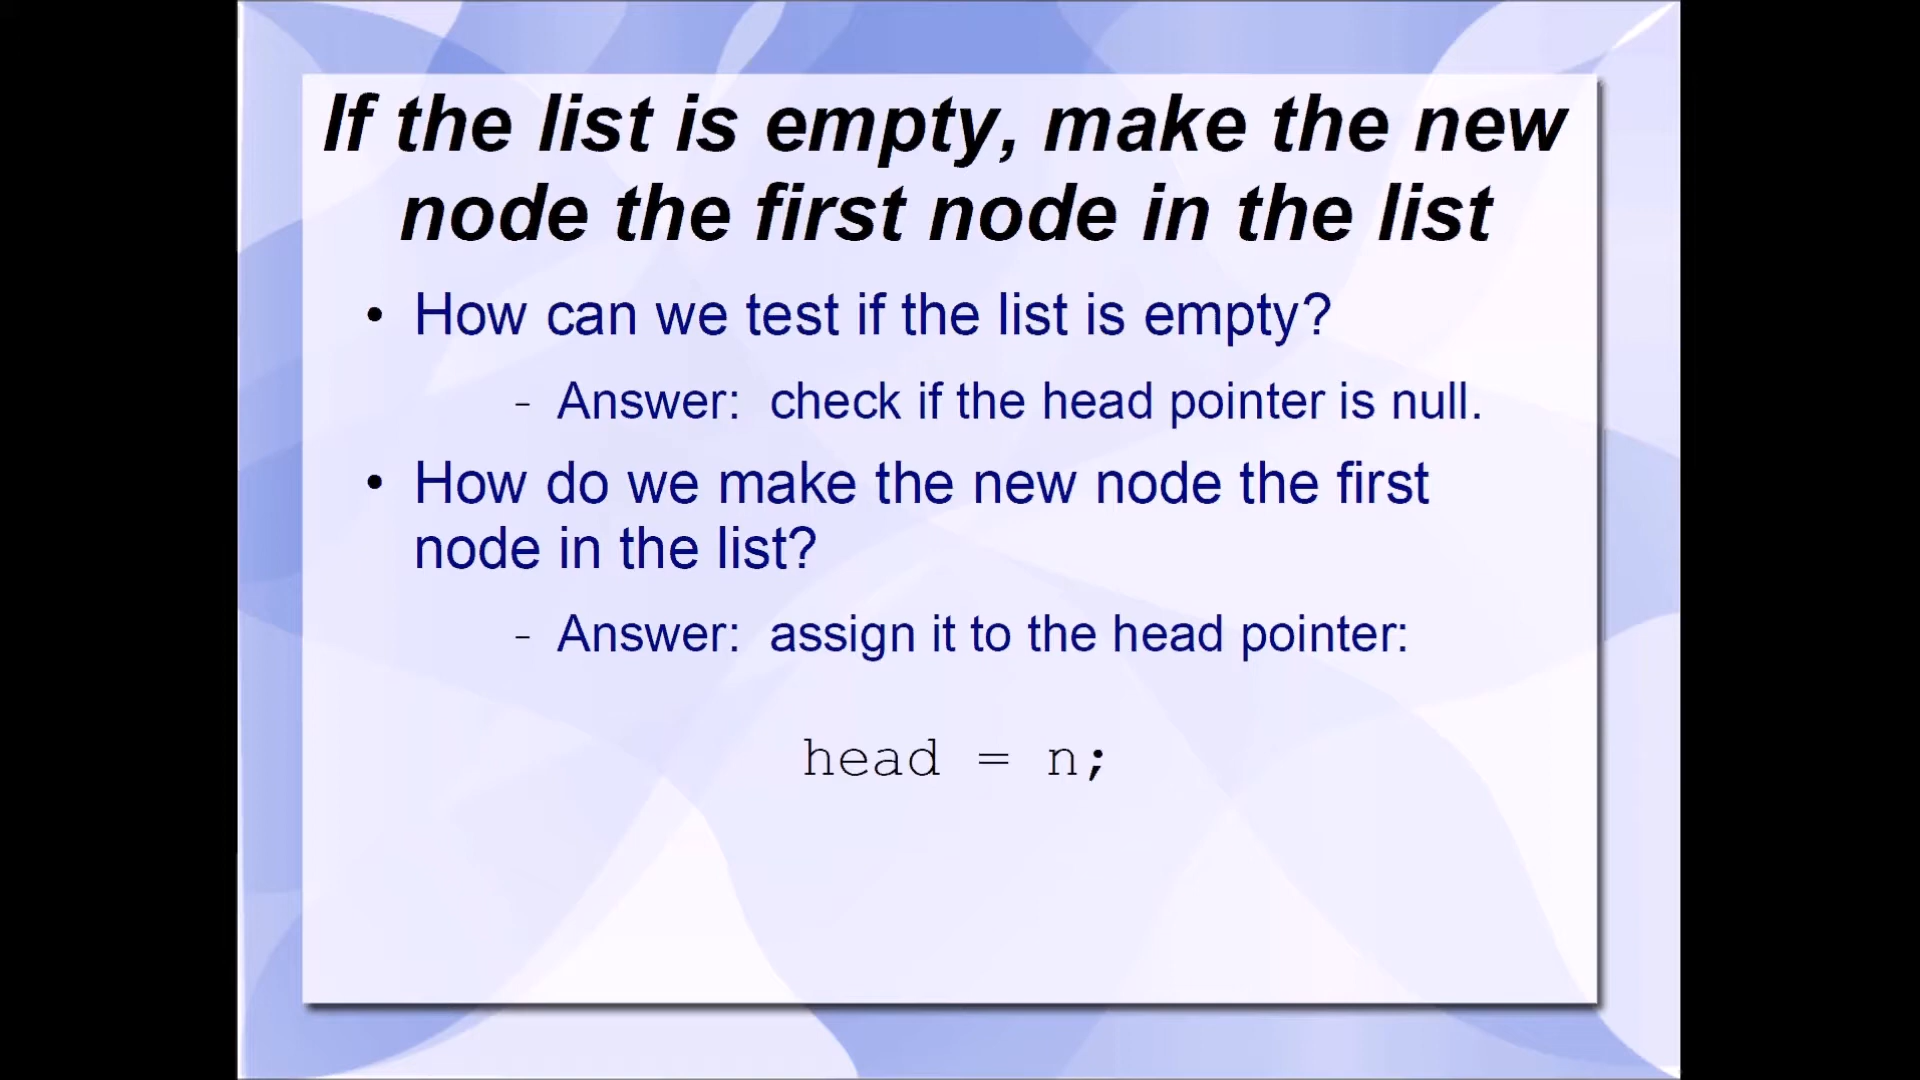 If the list is empty, make the new
node the first node in the list
• How can we test if the list is empty?
- Answer: check if the head pointer is null.
• How do we make the new node the first
node in the list?
- Answer: assign it to the head pointer:
head = n;